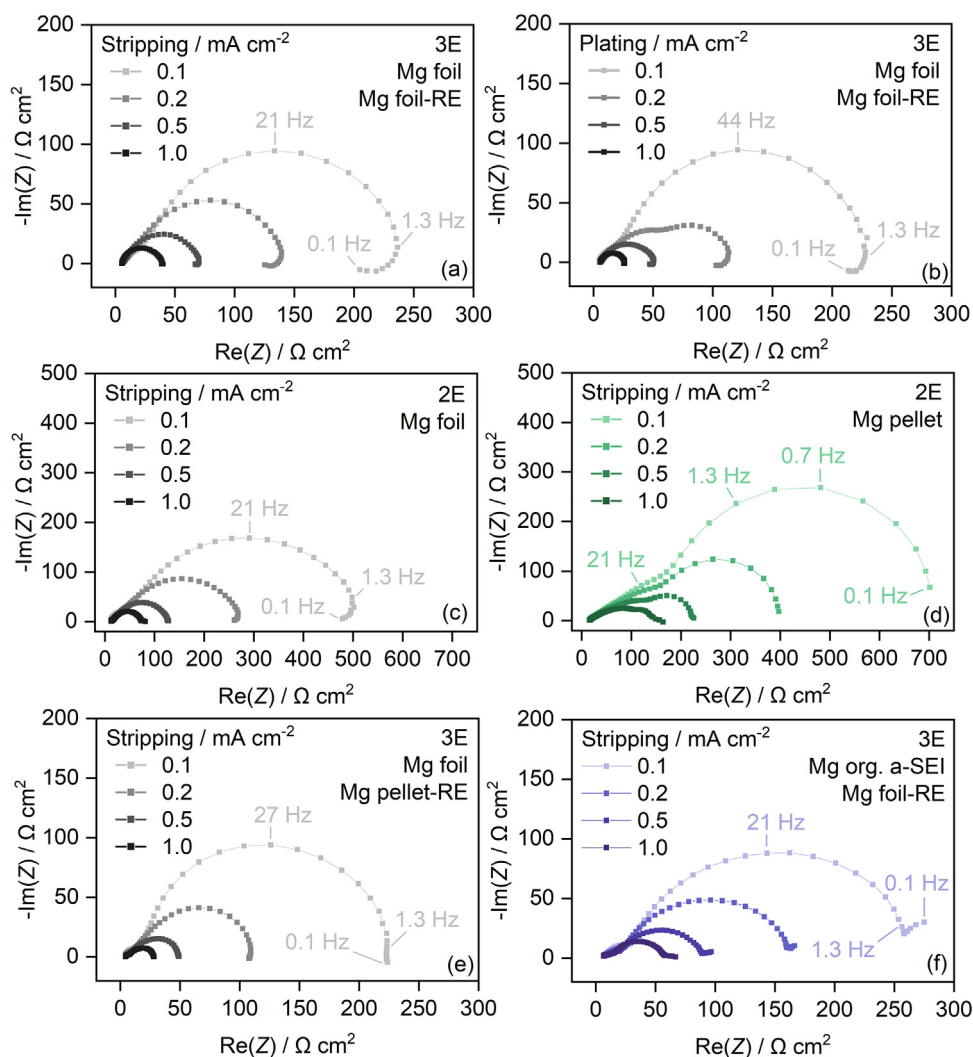 200
150
100
50
0
-Im(Z) / Ω cm²
Stripping / mA cm⁻²
0.1
0.2
0.5
1.0
3E
Mg foil
Mg foil-RE
21 Hz
1.3 Hz
0.1 Hz
(a)
0 50 100 150 200 250 300
Re(Z) / Ω cm²
200
150
100
50
0
-Im(Z) / Ω cm²
Plating / mA cm⁻²
0.1
0.2
0.5
1.0
3E
Mg foil
Mg foil-RE
44 Hz
1.3 Hz
0.1 Hz
(b)
0 50 100 150 200 250 300
Re(Z) / Ω cm²
500
400
300
200
100
0
-Im(Z) / Ω cm²
Stripping / mA cm⁻²
0.1
0.2
0.5
1.0
2E
Mg foil
21 Hz
1.3 Hz
0.1 Hz
(c)
0 100 200 300 400 500 600 700
Re(Z) / Ω cm²
500
400
300
200
100
0
-Im(Z) / Ω cm²
Stripping / mA cm⁻²
0.1
0.2
0.5
1.0
2E
Mg pellet
0.7 Hz
1.3 Hz
21 Hz
0.1 Hz
(d)
0 100 200 300 400 500 600 700
Re(Z) / Ω cm²
200
150
100
50
0
-Im(Z) / Ω cm²
Stripping / mA cm⁻²
0.1
0.2
0.5
1.0
3E
Mg foil
Mg pellet-RE
27 Hz
1.3 Hz
0.1 Hz
(e)
0 50 100 150 200 250 300
Re(Z) / Ω cm²
200
150
100
50
0
-Im(Z) / Ω cm²
Stripping / mA cm⁻²
0.1
0.2
0.5
1.0
3E
Mg org. a-SEI
Mg foil-RE
21 Hz
0.1 Hz
1.3 Hz
(f)
0 50 100 150 200 250 300
Re(Z) / Ω cm²